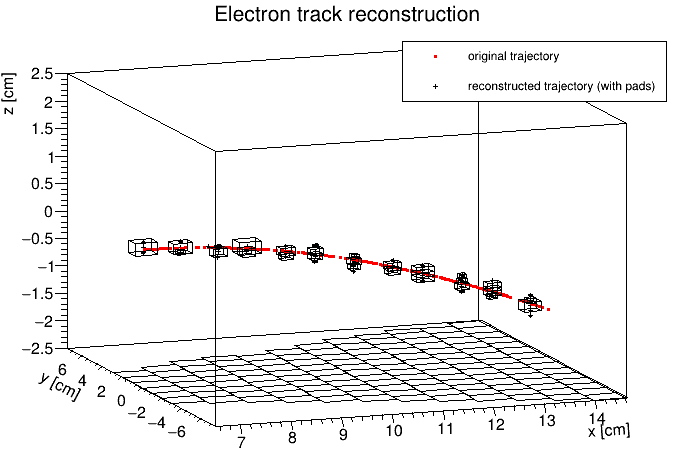 Electron track reconstruction
original trajectory
reconstructed trajectory (with pads)
z [cm]
2.5
2
1.5
1
0.5
0
−0.5
−1
−1.5
−2
−2.5
y [cm]
6 4 2 0 −2 −4 −6
7 8 9 10 11 12 13 14
x [cm]